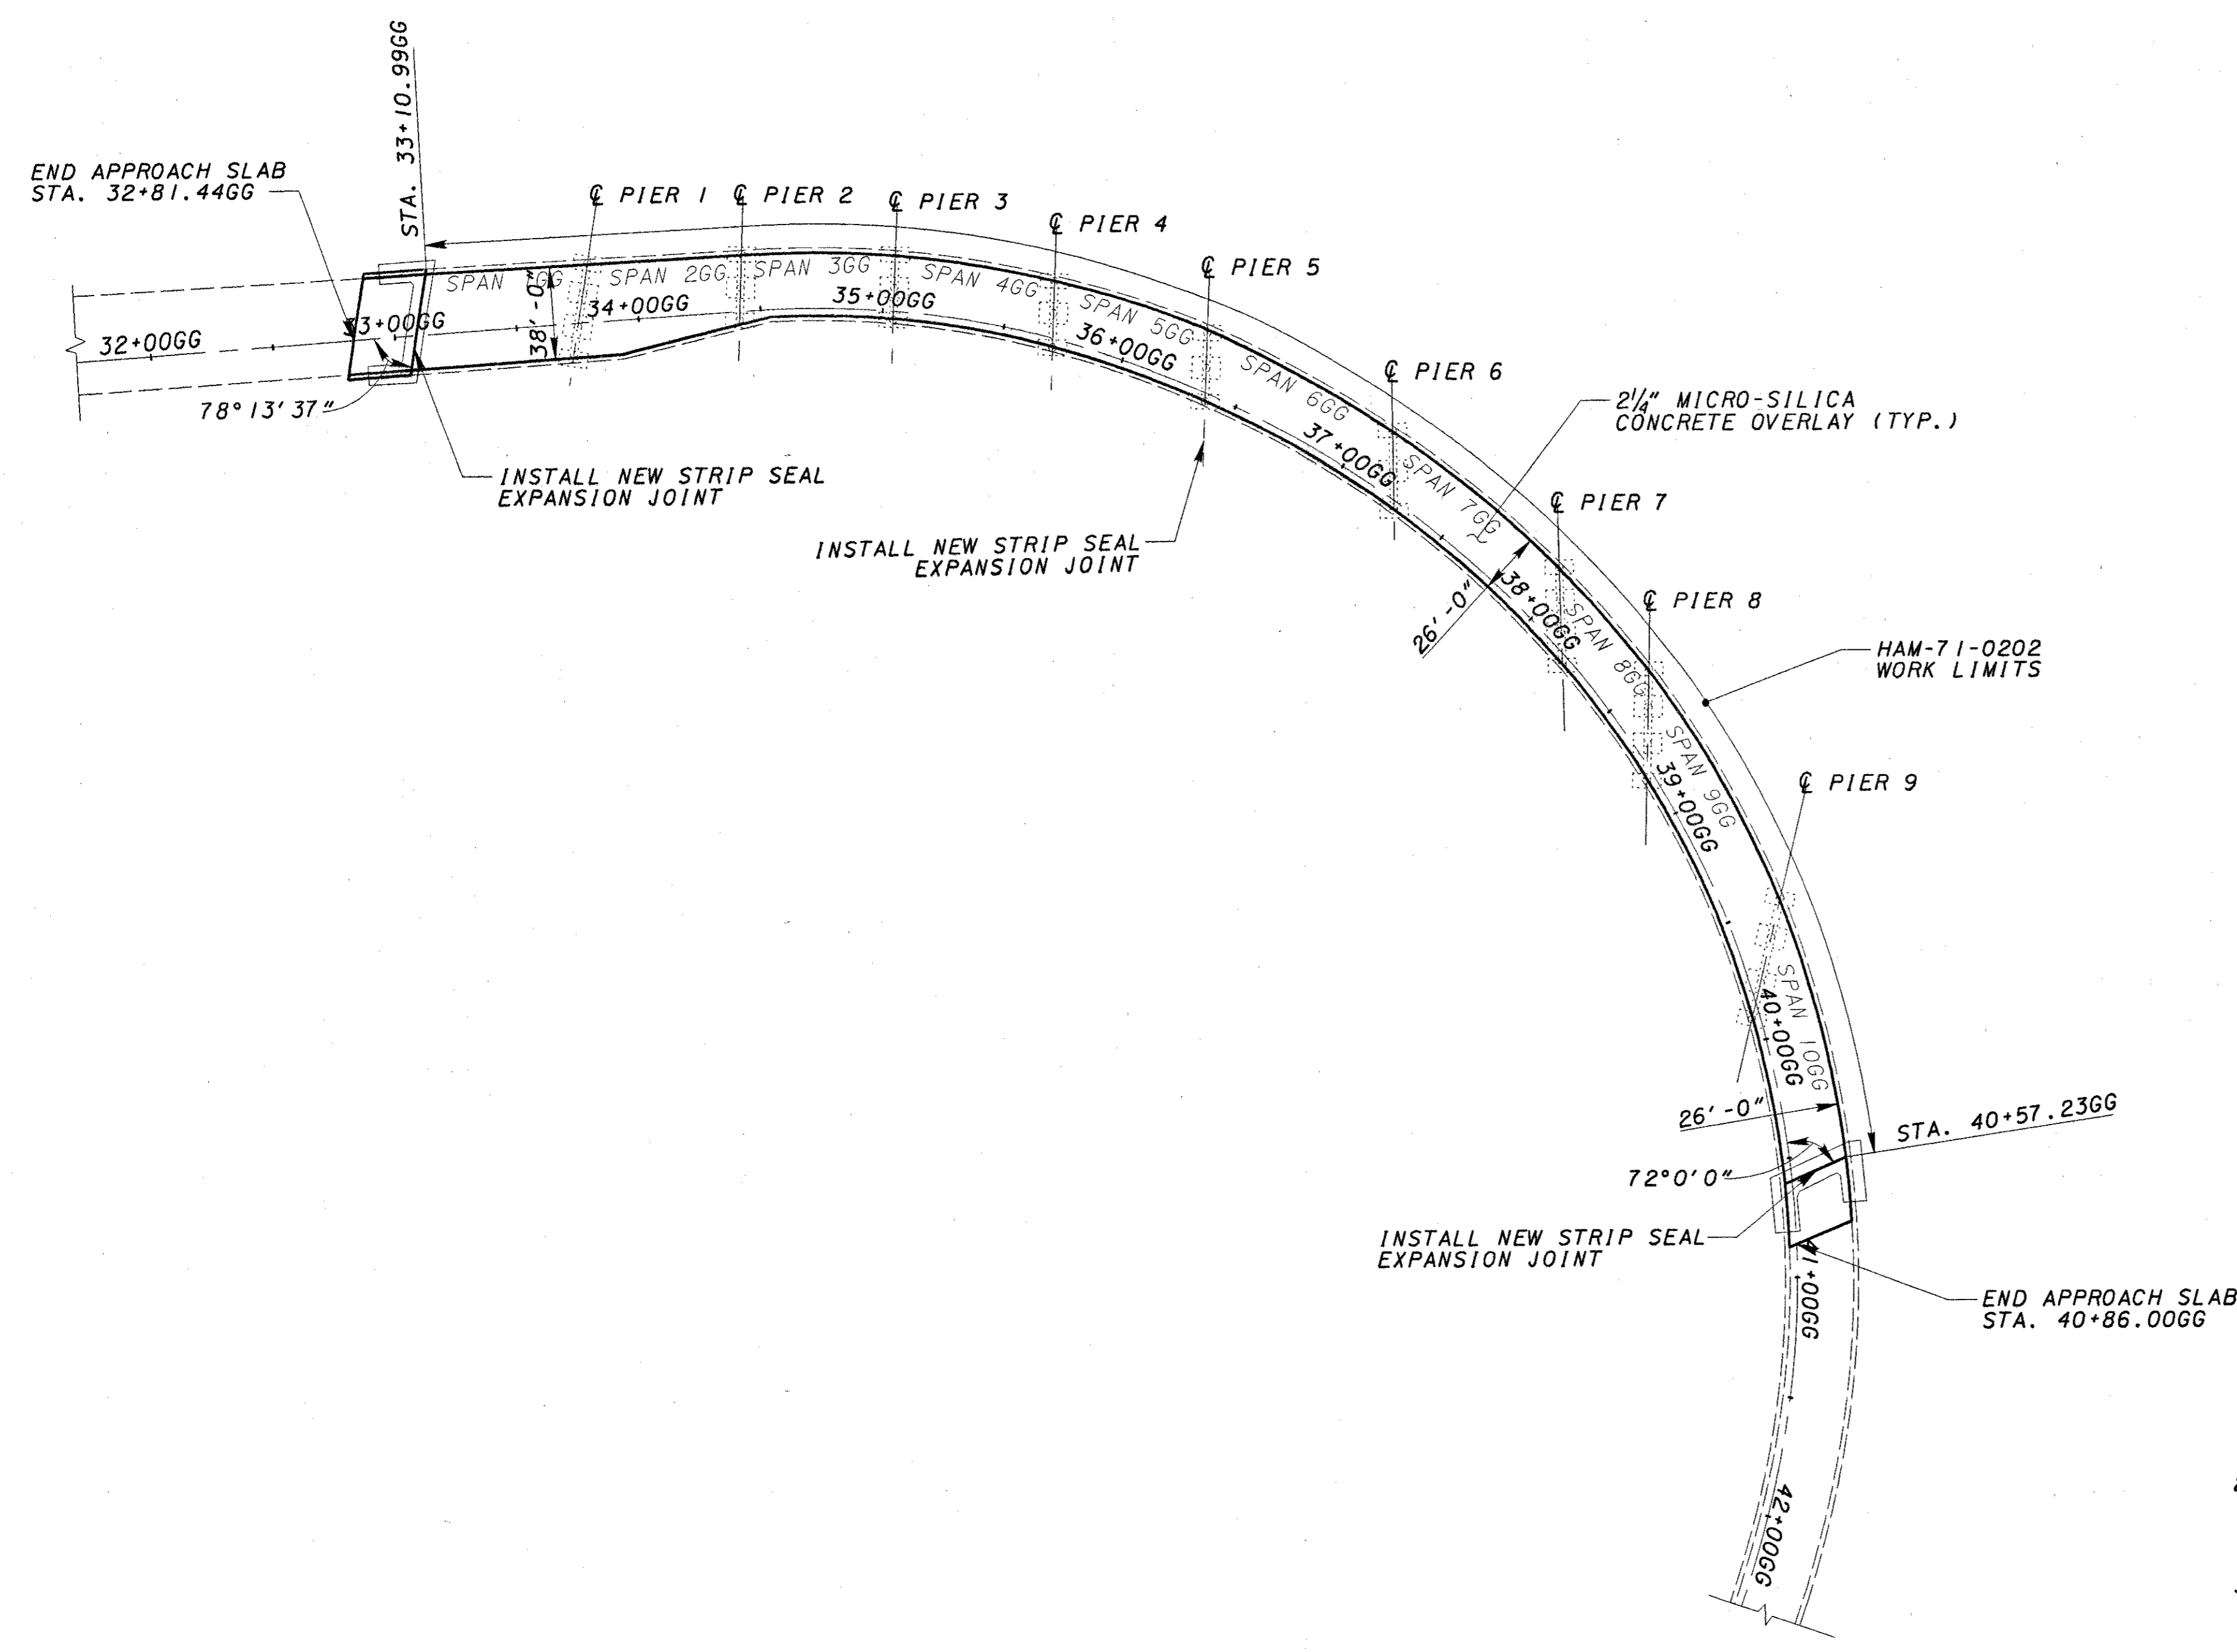 STA. 33+10.99GG
END APPROACH SLAB
STA. 32+81.44GG
℄ PIER 1
℄ PIER 2
℄ PIER 3
℄ PIER 4
℄ PIER 5
℄ PIER 6
℄ PIER 7
℄ PIER 8
℄ PIER 9
SPAN 1GG
SPAN 2GG
SPAN 3GG
SPAN 4GG
SPAN 5GG
SPAN 6GG
SPAN 7GG
SPAN 8GG
SPAN 9GG
SPAN 10GG
32+00GG
33+00GG
34+00GG
35+00GG
36+00GG
37+00GG
38+00GG
39+00GG
40+00GG
41+00GG
42+00GG
38'-0"
78°13'37"
INSTALL NEW STRIP SEAL
EXPANSION JOINT
INSTALL NEW STRIP SEAL
EXPANSION JOINT
2¼" MICRO-SILICA
CONCRETE OVERLAY (TYP.)
26'-0"
HAM-71-0202
WORK LIMITS
26'-0"
STA. 40+57.23GG
72°0'0"
INSTALL NEW STRIP SEAL
EXPANSION JOINT
END APPROACH SLAB
STA. 40+86.00GG